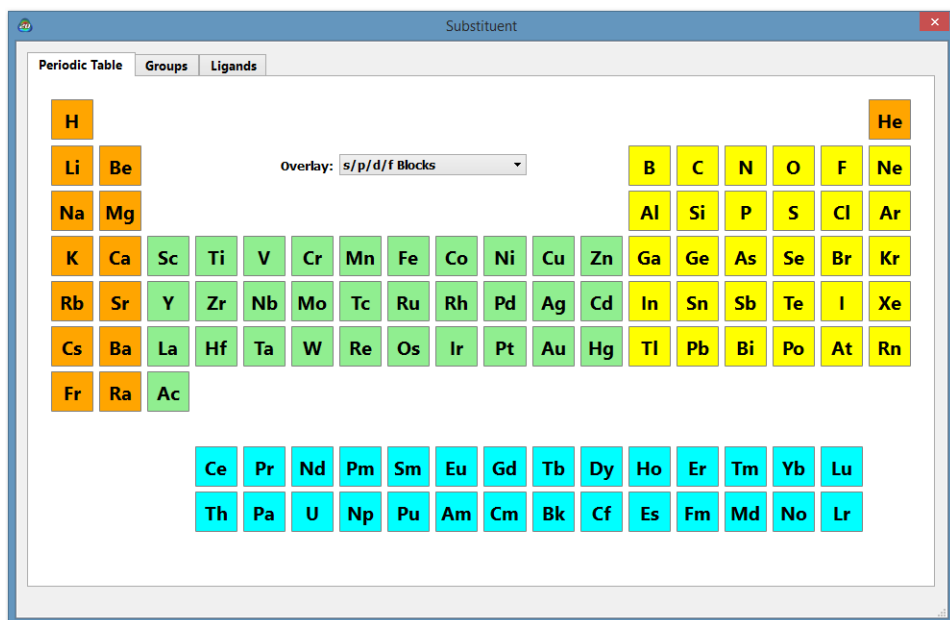 Substituent
Periodic Table Groups Ligands
H He
Li Be Overlay: s/p/d/f Blocks B C N O F Ne
Na Mg Al Si P S Cl Ar
K Ca Sc Ti V Cr Mn Fe Co Ni Cu Zn Ga Ge As Se Br Kr
Rb Sr Y Zr Nb Mo Tc Ru Rh Pd Ag Cd In Sn Sb Te I Xe
Cs Ba La Hf Ta W Re Os Ir Pt Au Hg Tl Pb Bi Po At Rn
Fr Ra Ac
Ce Pr Nd Pm Sm Eu Gd Tb Dy Ho Er Tm Yb Lu
Th Pa U Np Pu Am Cm Bk Cf Es Fm Md No Lr